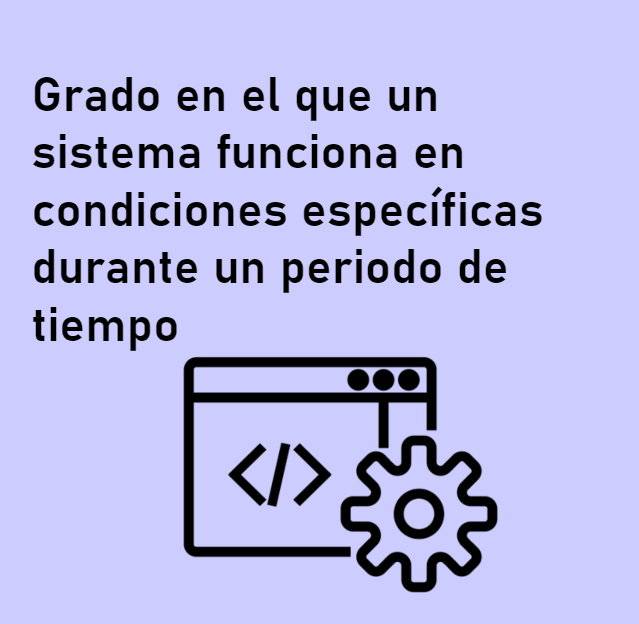 Grado en el que un
sistema funciona en
condiciones específicas
durante un periodo de
tiempo
</>